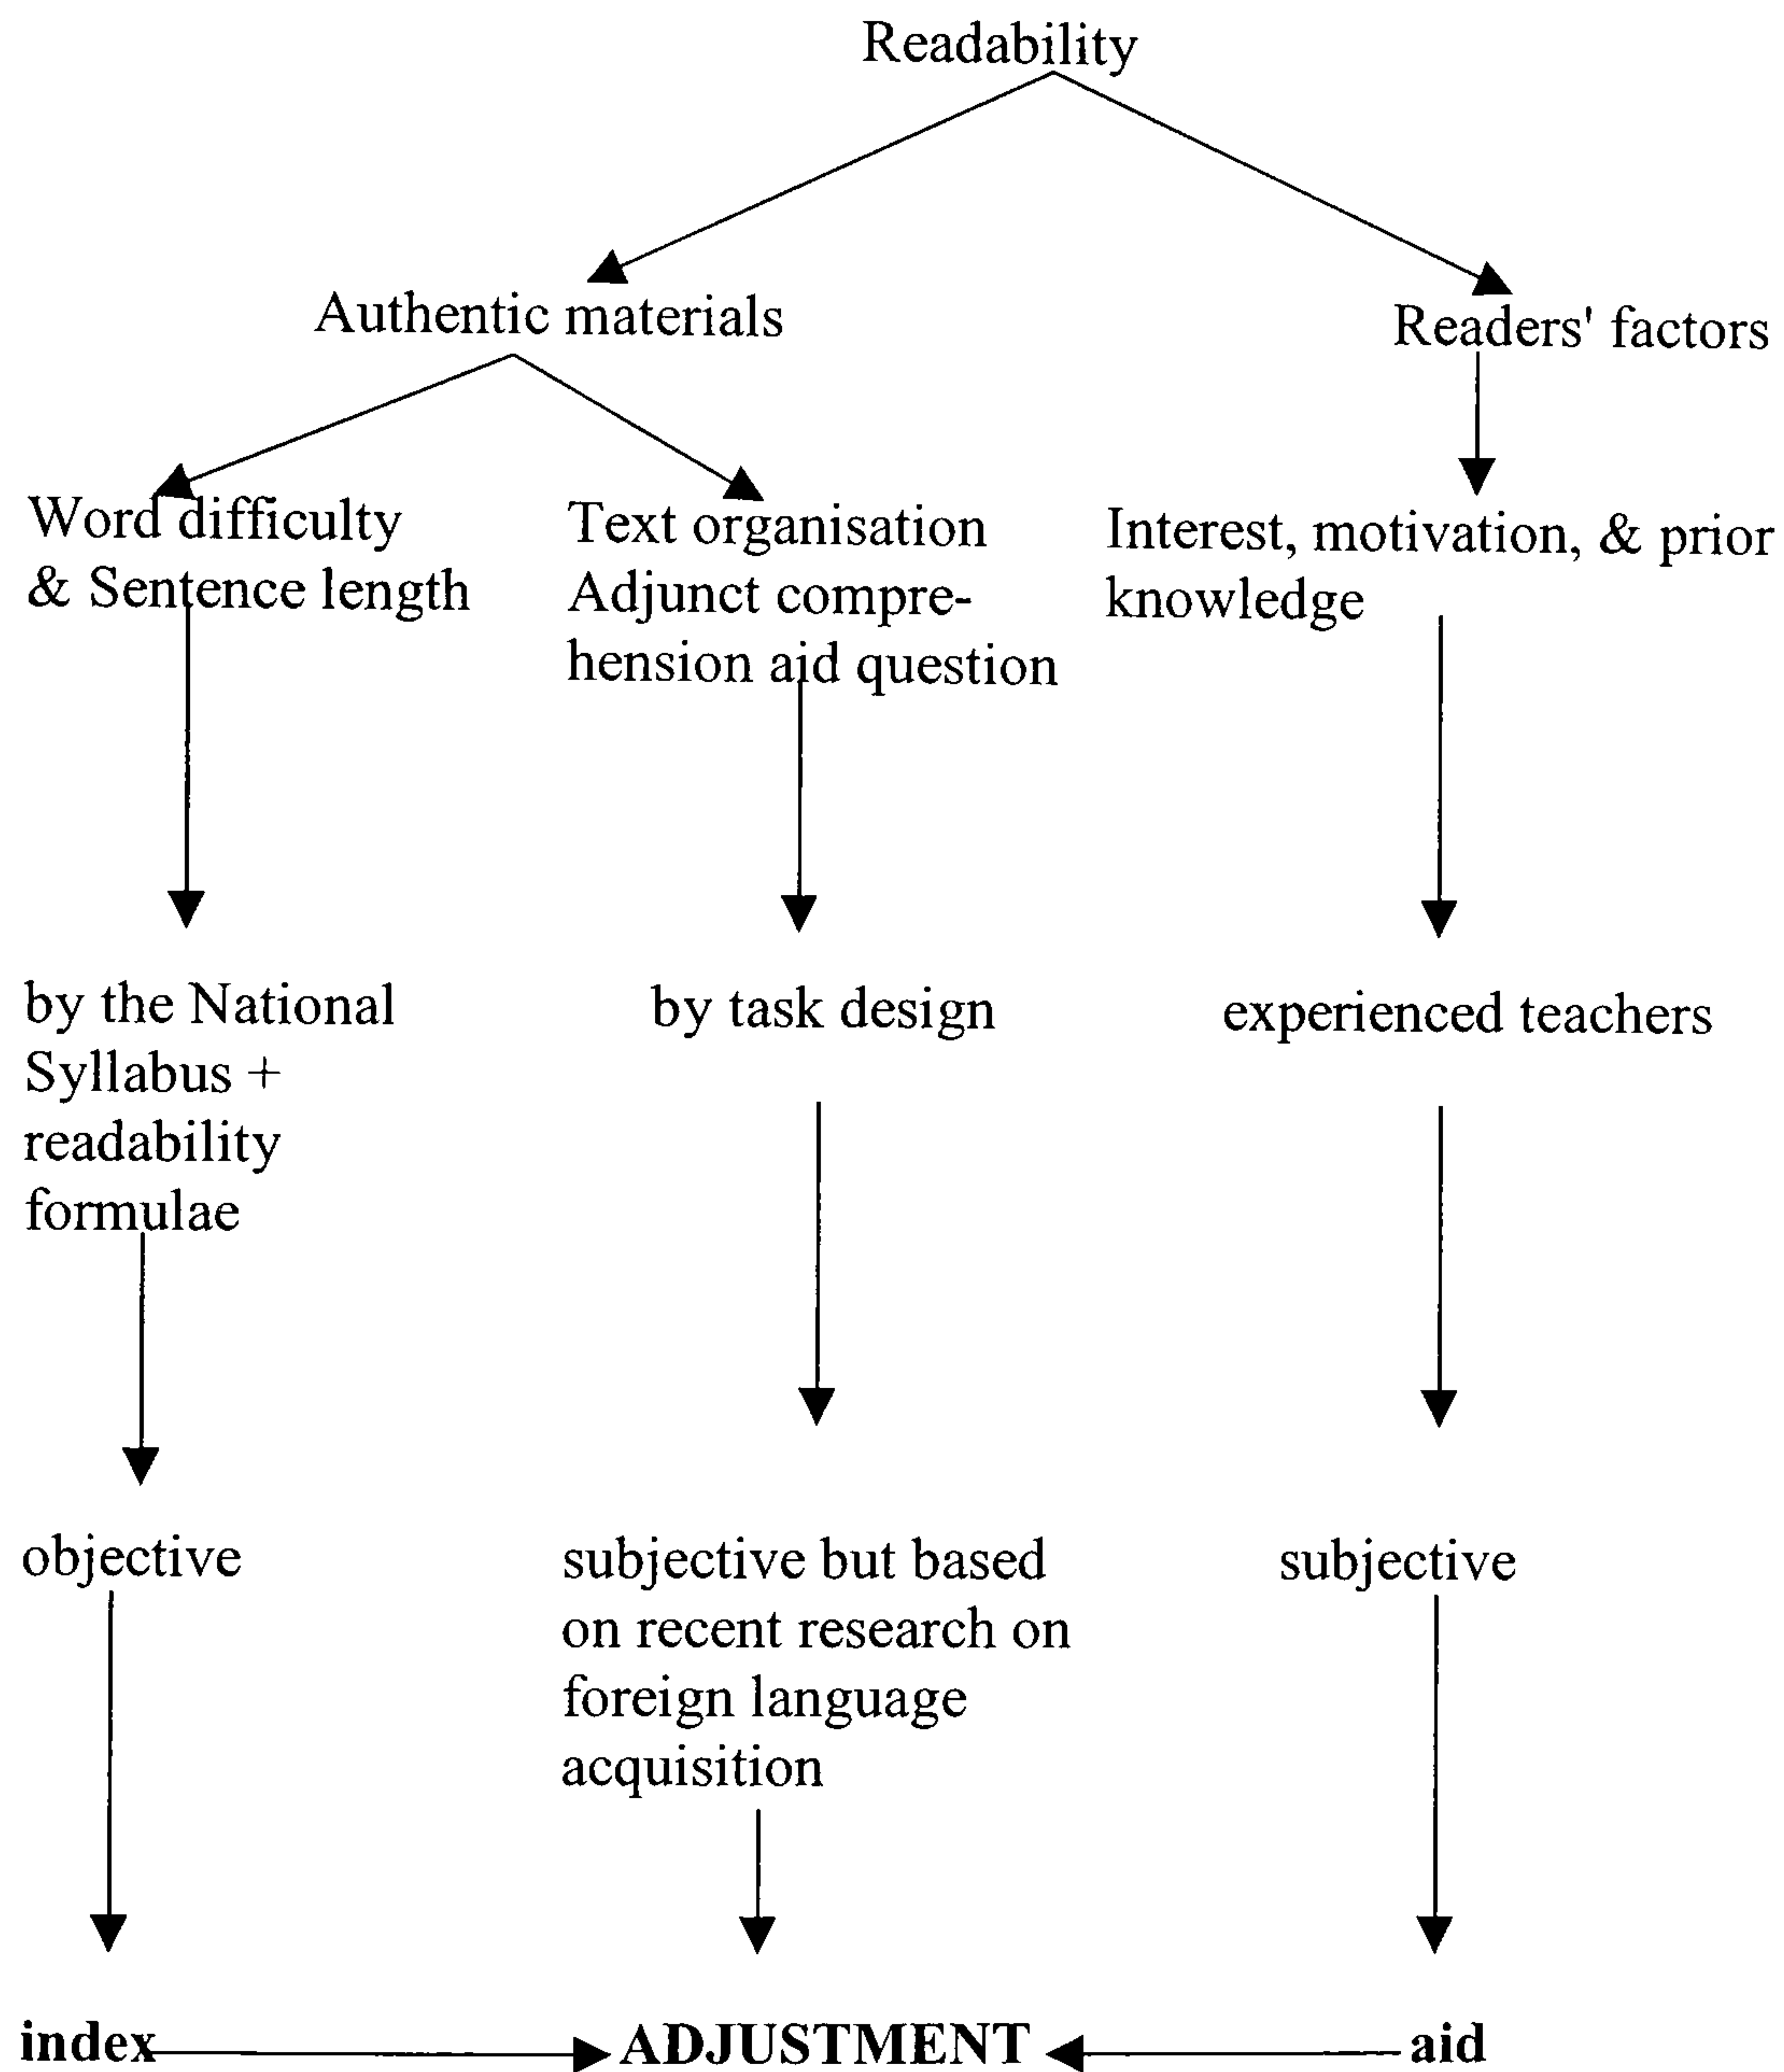 Readability
Authentic materials
Readers' factors
Word difficulty
& Sentence length
Text organisation
Adjunct compre-
hension aid question
Interest, motivation, & prior
knowledge
by the National
Syllabus +
readability
formulae
by task design
experienced teachers
objective
subjective but based
on recent research on
foreign language
acquisition
subjective
index
ADJUSTMENT
aid